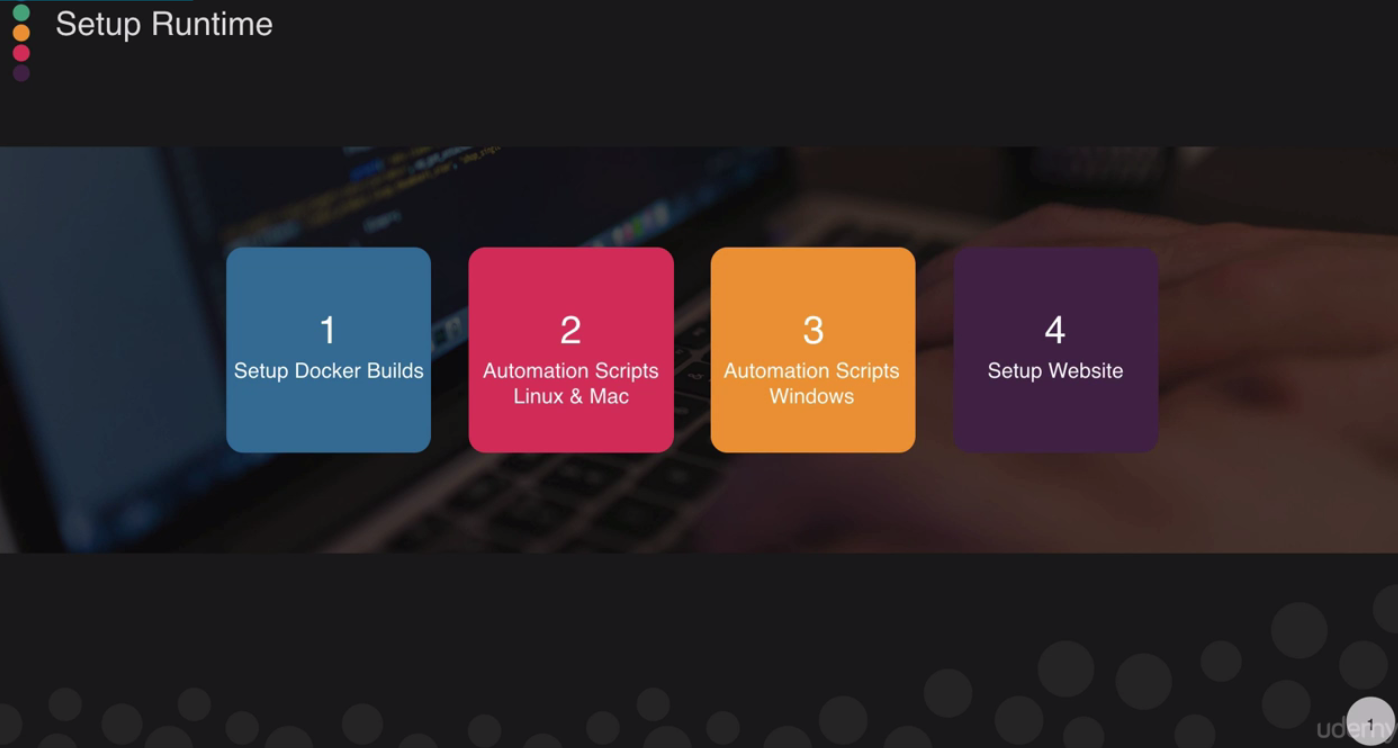 Setup Runtime
1
Setup Docker Builds
2
Automation Scripts
Linux & Mac
3
Automation Scripts
Windows
4
Setup Website
udemy
1